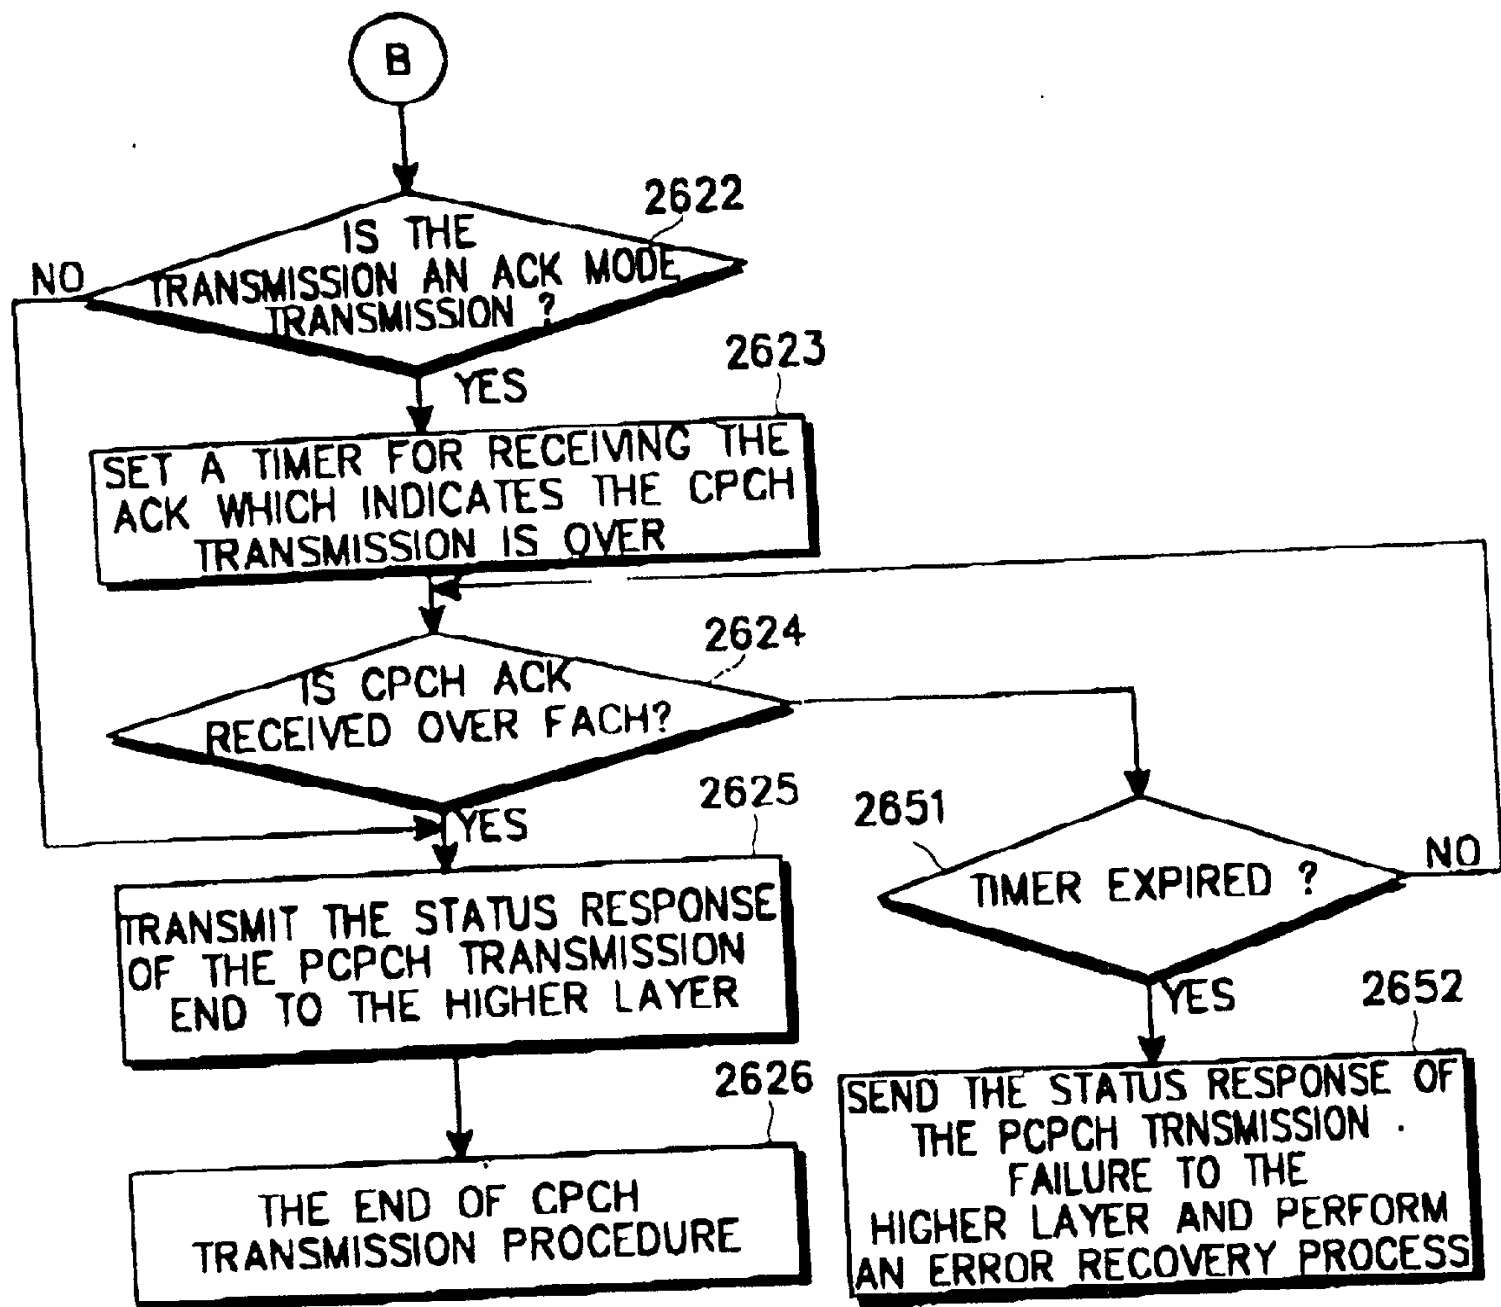 B
2622
IS THE
TRANSMISSION AN ACK MODE
TRANSMISSION ?
NO
YES
2623
SET A TIMER FOR RECEIVING THE
ACK WHICH INDICATES THE CPCH
TRANSMISSION IS OVER
2624
IS CPCH ACK
RECEIVED OVER FACH?
YES
2651
TIMER EXPIRED ?
NO
YES
2625
TRANSMIT THE STATUS RESPONSE
OF THE PCPCH TRANSMISSION
END TO THE HIGHER LAYER
2626
THE END OF CPCH
TRANSMISSION PROCEDURE
2652
SEND THE STATUS RESPONSE OF
THE PCPCH TRNSMISSION
FAILURE TO THE
HIGHER LAYER AND PERFORM
AN ERROR RECOVERY PROCESS